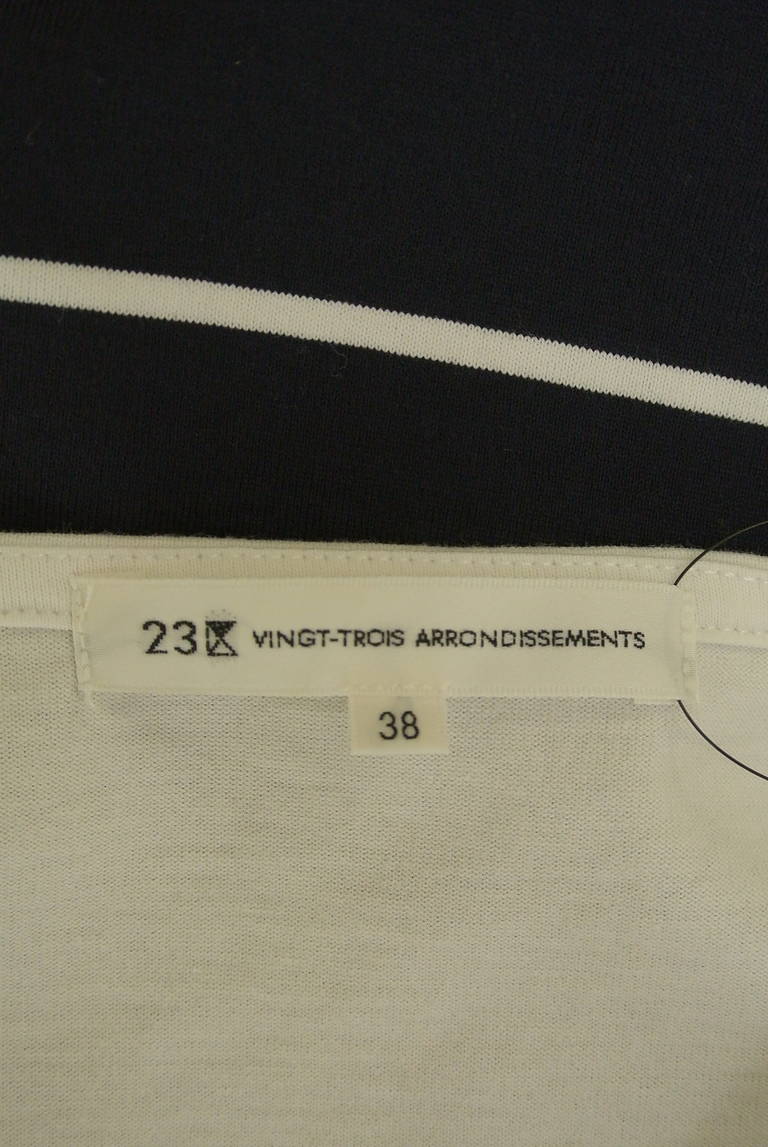 23区 VINGT-TROIS ARRONDISSEMENTS
38